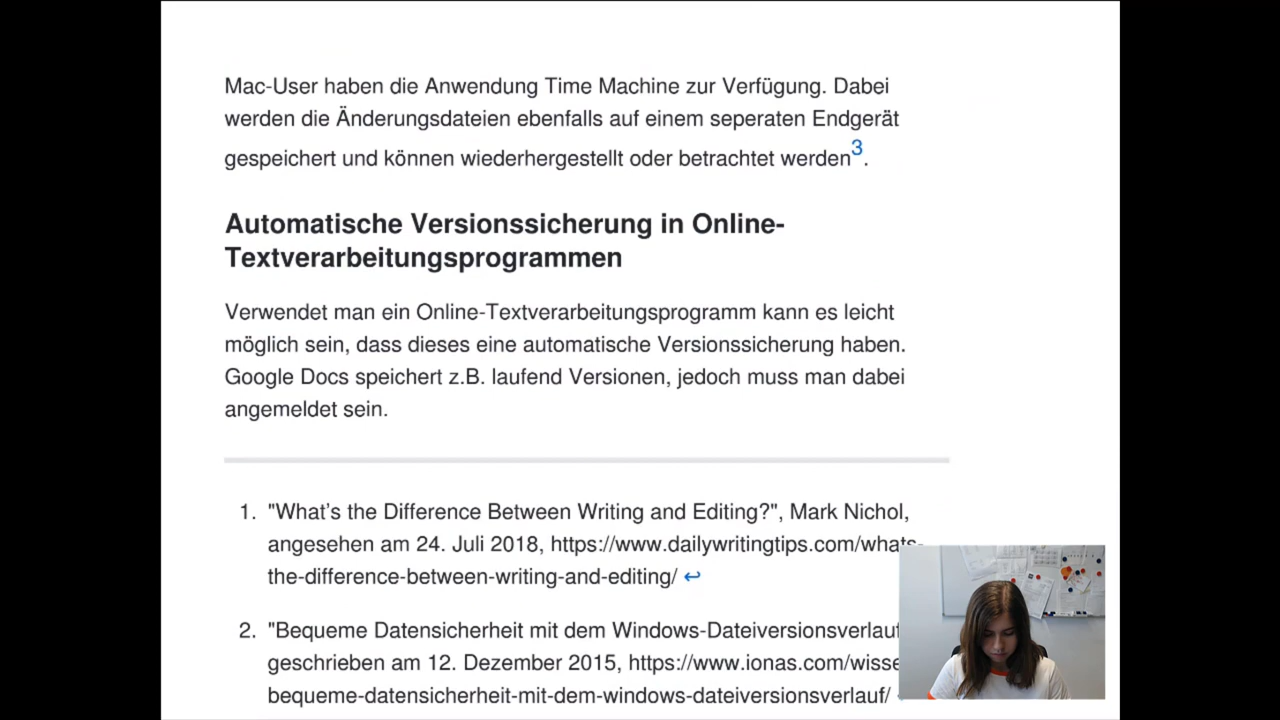 Mac-User haben die Anwendung Time Machine zur Verfügung. Dabei
werden die Änderungsdateien ebenfalls auf einem seperaten Endgerät
gespeichert und können wiederhergestellt oder betrachtet werden3.
Automatische Versionssicherung in Online-
Textverarbeitungsprogrammen
Verwendet man ein Online-Textverarbeitungsprogramm kann es leicht
möglich sein, dass dieses eine automatische Versionssicherung haben.
Google Docs speichert z.B. laufend Versionen, jedoch muss man dabei
angemeldet sein.
1. "What's the Difference Between Writing and Editing?", Mark Nichol,
angesehen am 24. Juli 2018, https://www.dailywritingtips.com/whats-
the-difference-between-writing-and-editing/ ↩
2. "Bequeme Datensicherheit mit dem Windows-Dateiversionsverlauf
geschrieben am 12. Dezember 2015, https://www.ionas.com/wisse
bequeme-datensicherheit-mit-dem-windows-dateiversionsverlauf/